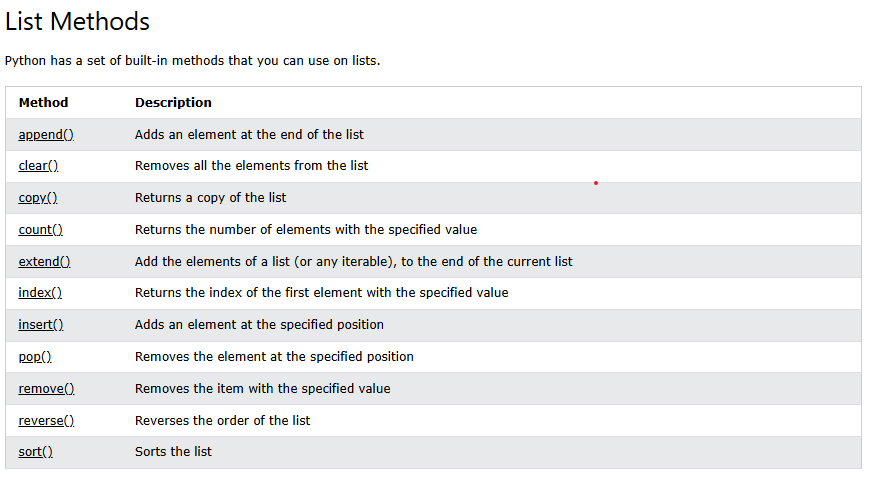 List Methods
Python has a set of built-in methods that you can use on lists.
Method Description
append() Adds an element at the end of the list
clear() Removes all the elements from the list
copy() Returns a copy of the list
count() Returns the number of elements with the specified value
extend() Add the elements of a list (or any iterable), to the end of the current list
index() Returns the index of the first element with the specified value
insert() Adds an element at the specified position
pop() Removes the element at the specified position
remove() Removes the item with the specified value
reverse() Reverses the order of the list
sort() Sorts the list